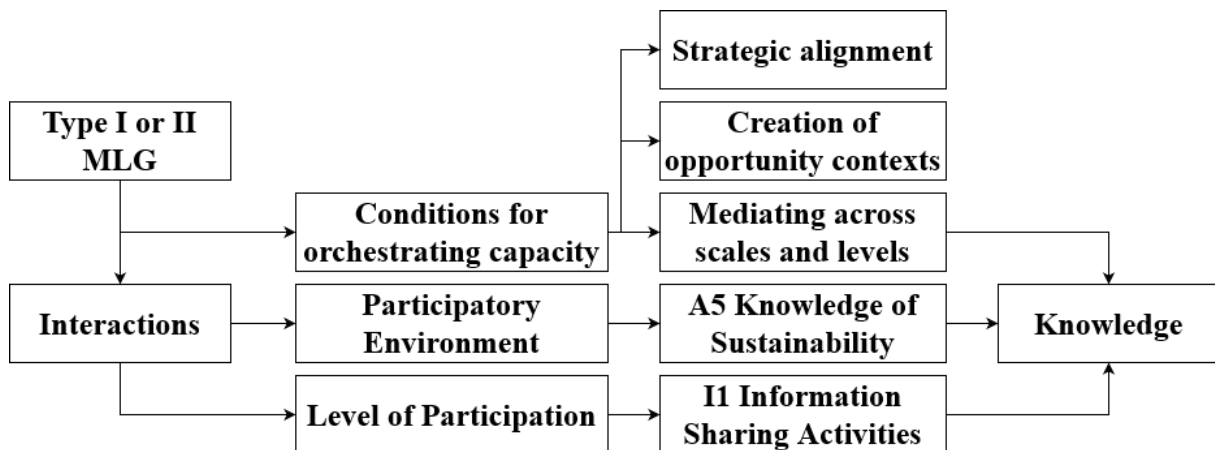 Strategic alignment
Type I or II
MLG
Creation of
opportunity contexts
Conditions for
orchestrating capacity
Mediating across
scales and levels
Interactions
Participatory
Environment
A5 Knowledge of
Sustainability
Knowledge
Level of Participation
I1 Information
Sharing Activities